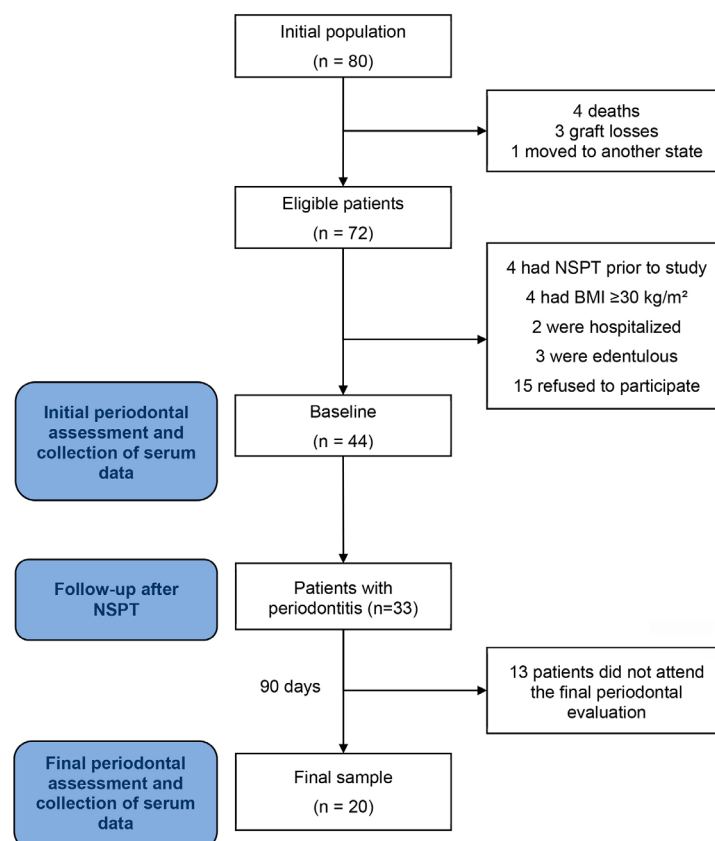 Initial population
(n = 80)
4 deaths
3 graft losses
1 moved to another state
Eligible patients
(n = 72)
4 had NSPT prior to study
4 had BMI ≥30 kg/m²
2 were hospitalized
3 were edentulous
15 refused to participate
Initial periodontal
assessment and
collection of serum
data
Baseline
(n = 44)
Follow-up after
NSPT
Patients with
periodontitis (n=33)
90 days
13 patients did not attend
the final periodontal
evaluation
Final periodontal
assessment and
collection of serum
data
Final sample
(n = 20)